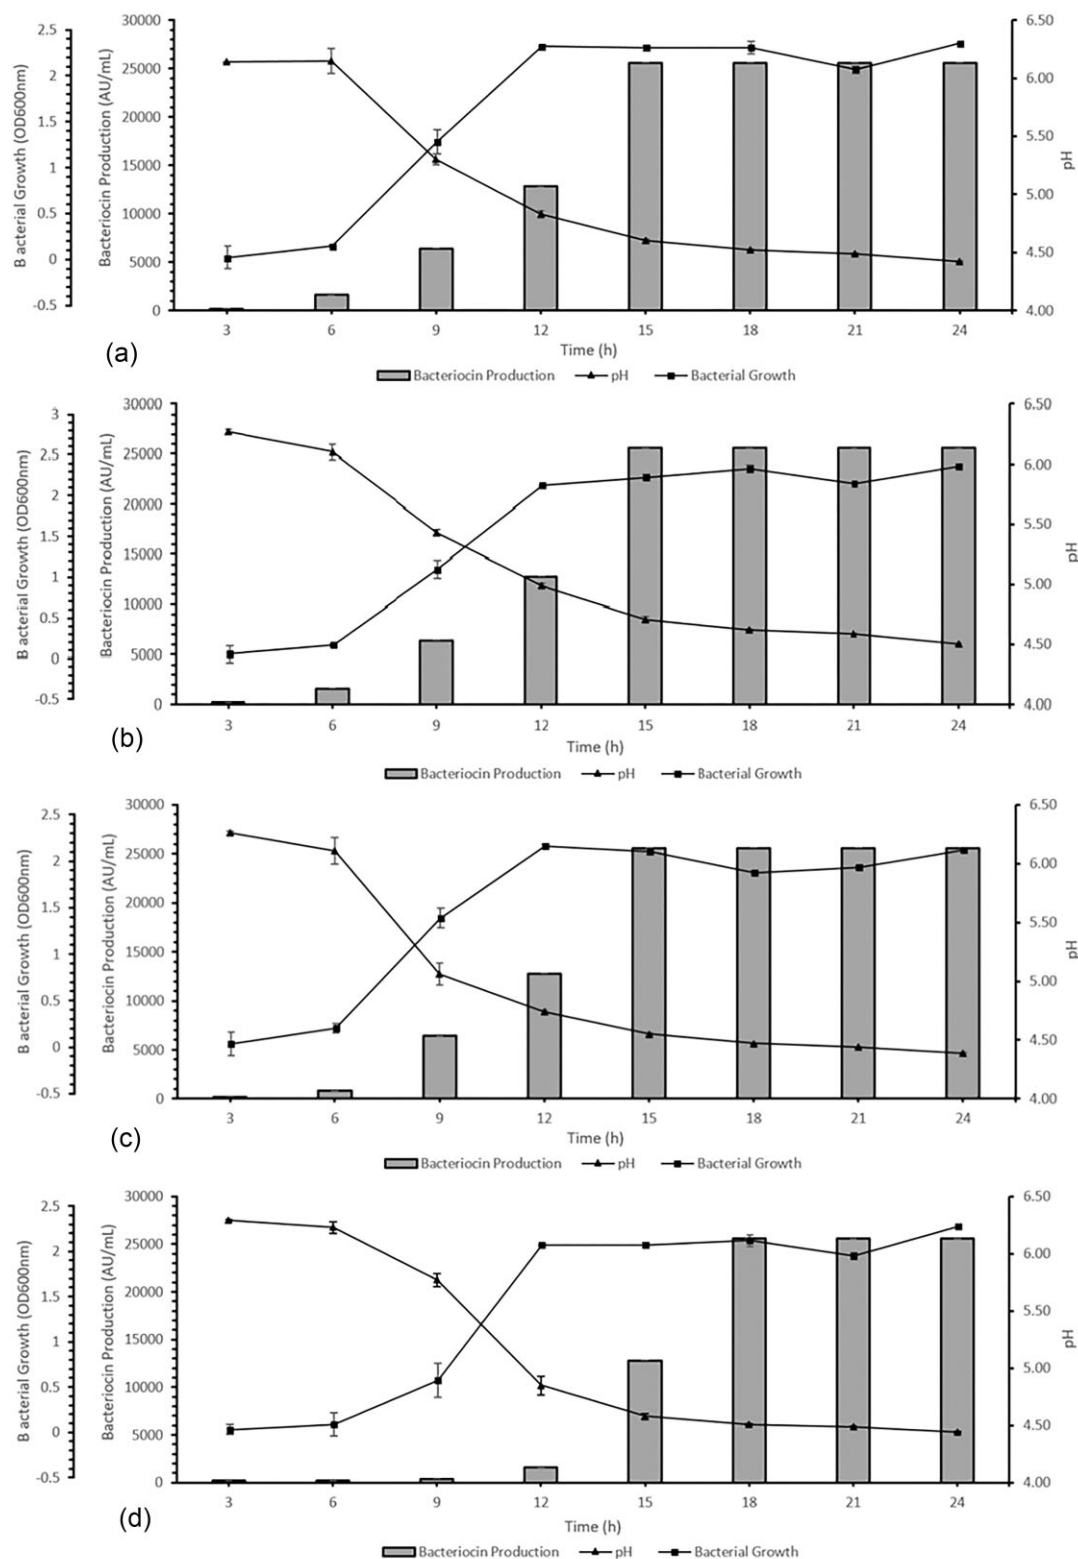 B acterial Growth (OD600nm)
2.5
2
1.5
1
0.5
0
-0.5
Bacteriocin Production (AU/mL)
30000
25000
20000
15000
10000
5000
0
6.50
6.00
5.50
5.00
4.50
4.00
pH
3 6 9 12 15 18 21 24
Time (h)
(a)
Bacteriocin Production pH Bacterial Growth
B acterial Growth (OD600nm)
3
2.5
2
1.5
1
0.5
0
-0.5
Bacteriocin Production (AU/mL)
30000
25000
20000
15000
10000
5000
0
6.50
6.00
5.50
5.00
4.50
4.00
pH
3 6 9 12 15 18 21 24
Time (h)
(b)
Bacteriocin Production pH Bacterial Growth
B acterial Growth (OD600nm)
2.5
2
1.5
1
0.5
0
-0.5
Bacteriocin Production (AU/mL)
30000
25000
20000
15000
10000
5000
0
6.50
6.00
5.50
5.00
4.50
4.00
pH
3 6 9 12 15 18 21 24
Time (h)
(c)
Bacteriocin Production pH Bacterial Growth
B acterial Growth (OD600nm)
2.5
2
1.5
1
0.5
0
-0.5
Bacteriocin Production (AU/mL)
30000
25000
20000
15000
10000
5000
0
6.50
6.00
5.50
5.00
4.50
4.00
pH
3 6 9 12 15 18 21 24
Time (h)
(d)
Bacteriocin Production pH Bacterial Growth